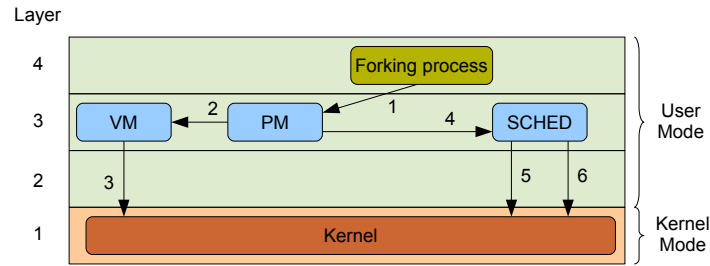 Layer
4
Forking process
1
3
VM
2
PM
4
SCHED
User
Mode
2
3
5
6
1
Kernel
Kernel
Mode